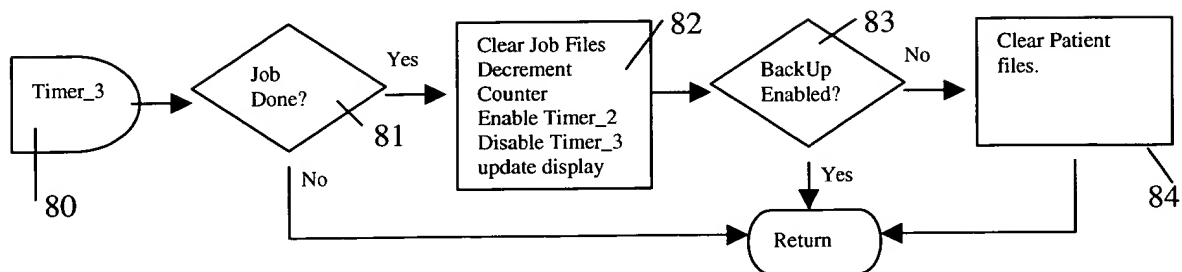 Timer_3
80
Job
Done?
81
Yes
No
Clear Job Files
Decrement
Counter
Enable Timer_2
Disable Timer_3
update display
82
BackUp
Enabled?
83
No
Yes
Clear Patient
files.
84
Return